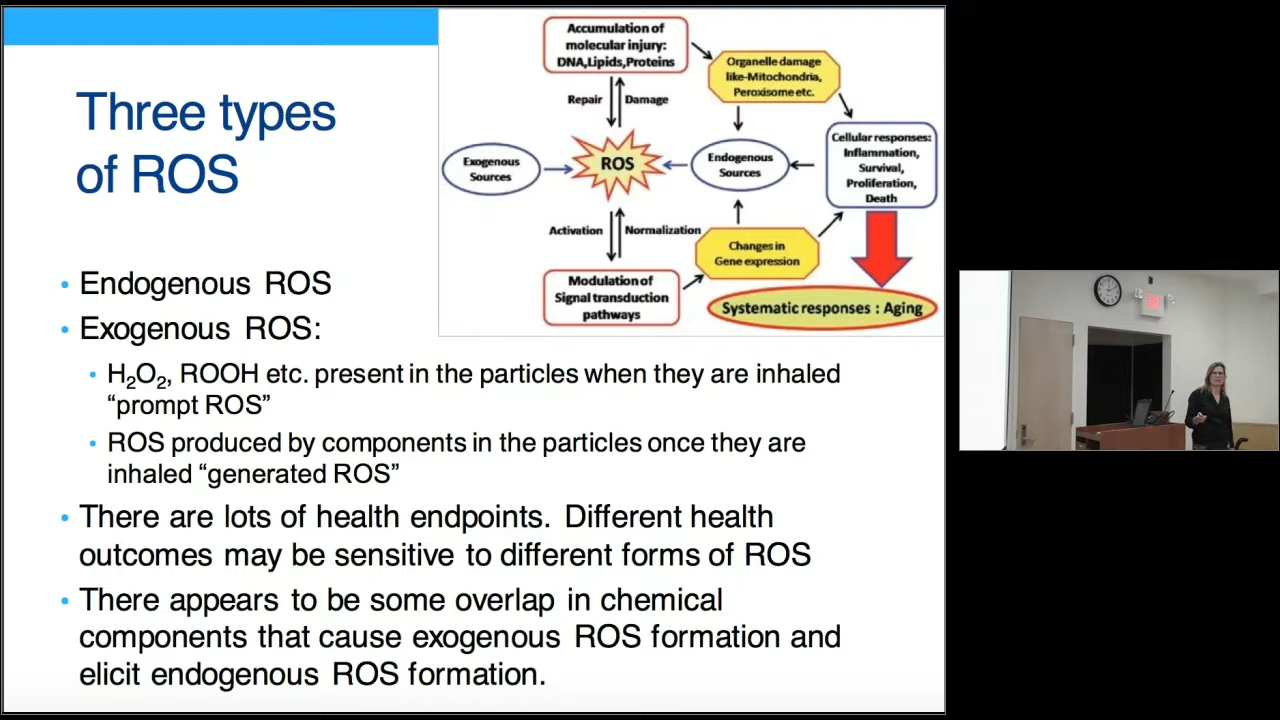 Three types
of ROS
Accumulation of
molecular injury:
DNA,Lipids,Proteins
Organelle damage
like-Mitochondria,
Peroxisome etc.
Repair
Damage
Cellular responses:
Inflammation,
Survival,
Proliferation,
Death
Exogenous
Sources
ROS
Endogenous
Sources
Activation
Normalization
Changes in
Gene expression
Modulation of
Signal transduction
pathways
Systematic responses : Aging
• Endogenous ROS
• Exogenous ROS:
• H₂O₂, ROOH etc. present in the particles when they are inhaled
“prompt ROS”
• ROS produced by components in the particles once they are
inhaled “generated ROS”
• There are lots of health endpoints. Different health
outcomes may be sensitive to different forms of ROS
• There appears to be some overlap in chemical
components that cause exogenous ROS formation and
elicit endogenous ROS formation.